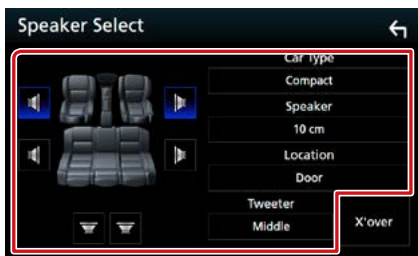 Speaker Select
Car Type
Compact
Speaker
10 cm
Location
Door
Tweeter
Middle
X'over